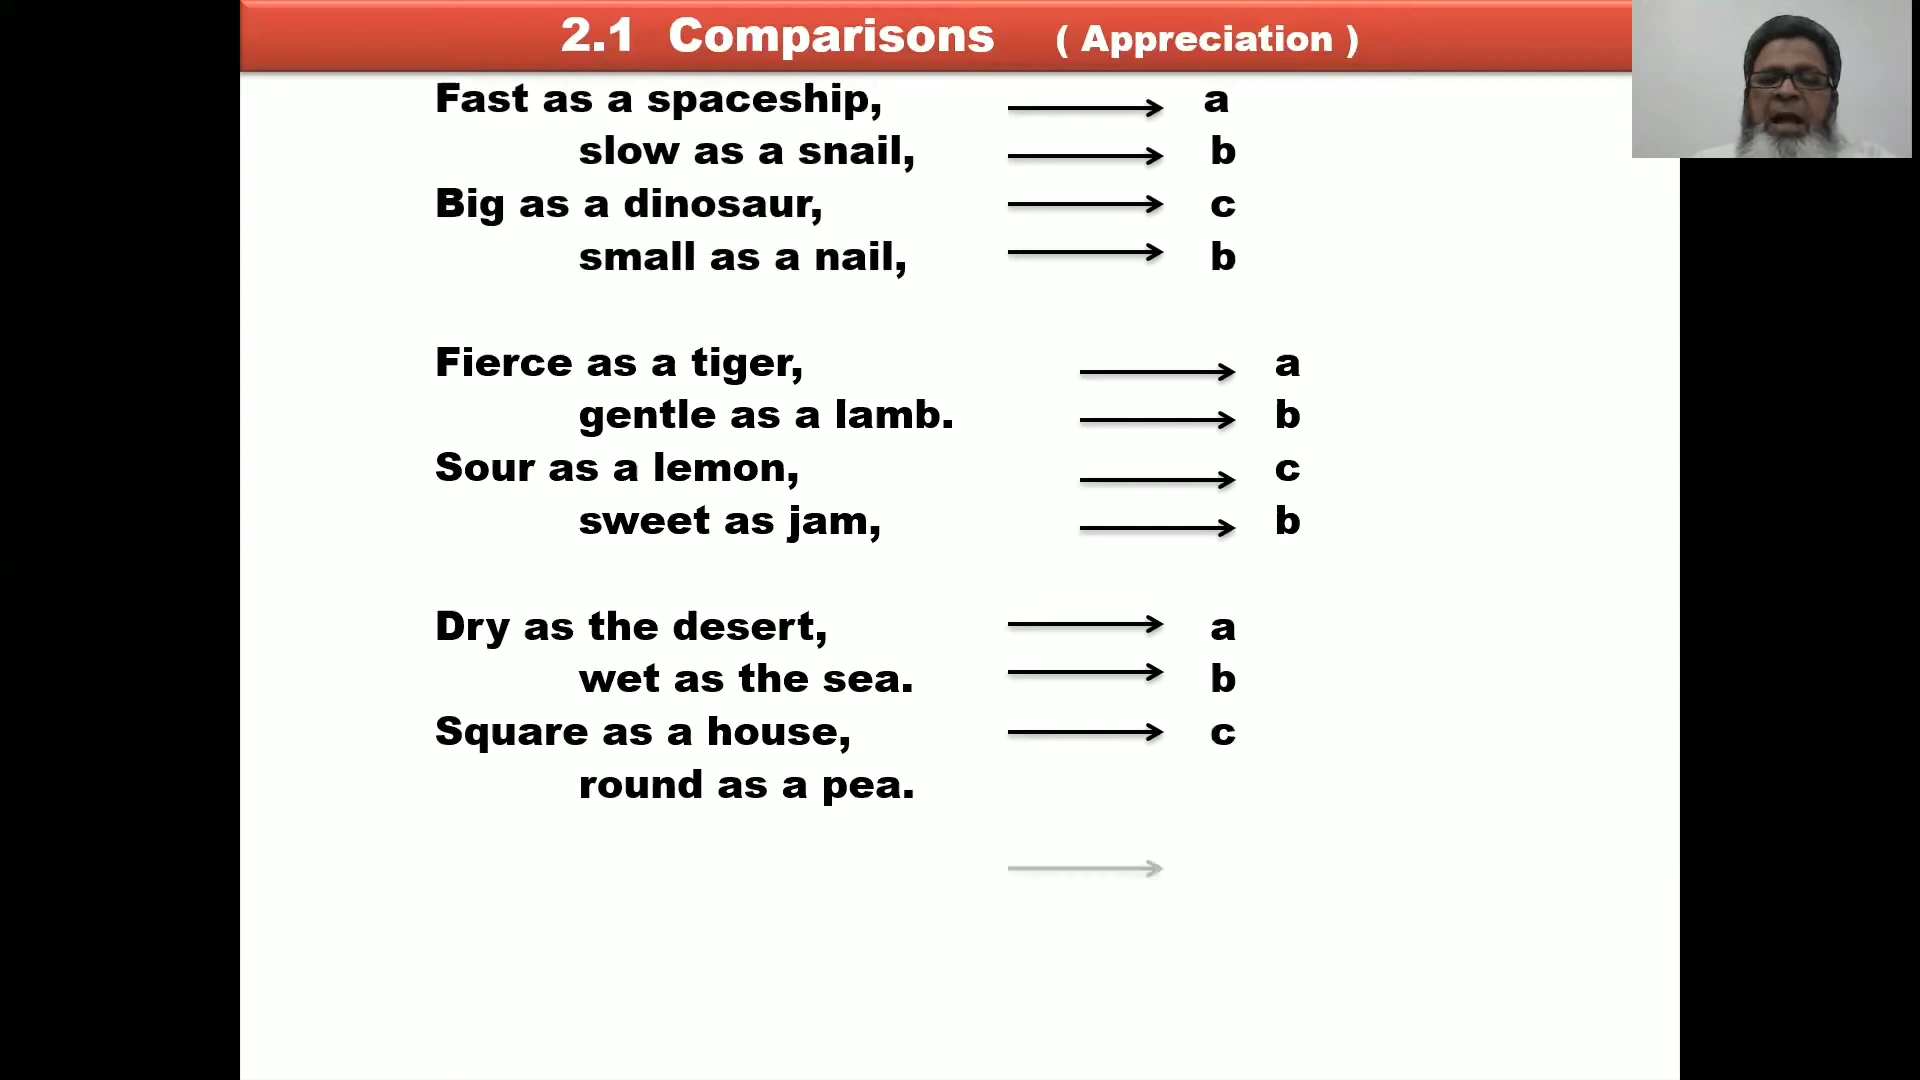 2.1 Comparisons ( Appreciation )
Fast as a spaceship, a
slow as a snail, b
Big as a dinosaur, c
small as a nail, b
Fierce as a tiger, a
gentle as a lamb. b
Sour as a lemon, c
sweet as jam, b
Dry as the desert, a
wet as the sea. b
Square as a house, c
round as a pea.